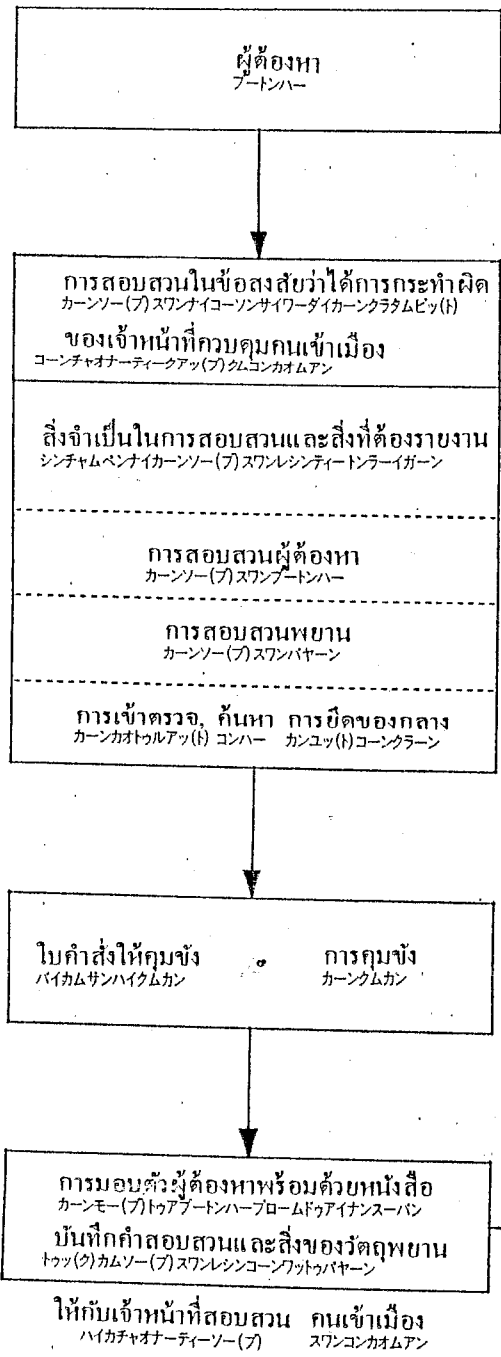 ผู้ต้องหา
プートンハー
การสอบสวนในข้อสงสัยว่าได้การกระทำผิด
カーンソー(プ)スワンナイコーソンサイワーダイカーンクラタムピッ(ト)
ของเจ้าหน้าที่ควบคุมคนเข้าเมือง
コーンチャオナーティークアッ(プ)クムコンカオムアン
สิ่งจำเป็นในการสอบสวนและสิ่งที่ต้องรายงาน
シンチャムペンナイカーンソー(プ)スワンレシンティートンラーイガーン
การสอบสวนผู้ต้องหา
カーンソー(プ)スワンプートンハー
การสอบสวนพยาน
カーンソー(プ)スワンパヤーン
การเข้าตรวจ, ค้นหา การยึดของกลาง
カーンカオトゥルアッ(ト) コンハー カンユッ(ト)コーンクラーン
ใบคำสั่งให้คุมขัง 。 การคุมขัง
バイカムサンハイクムカン カーンクムカン
การมอบตัวผู้ต้องหาพร้อมด้วยหนังสือ
カーンモー(プ)トゥアプートンハープロームドゥアイナンスーバン
บันทึกคำสอบสวนและสิ่งของวัตถุพยาน
トゥッ(ク)カムソー(プ)スワンレシンコーンワットゥパヤーン
ให้กับเจ้าหน้าที่สอบสวน คนเข้าเมือง
ハイカチャオナーティーソー(プ) スワンコンカオムアン